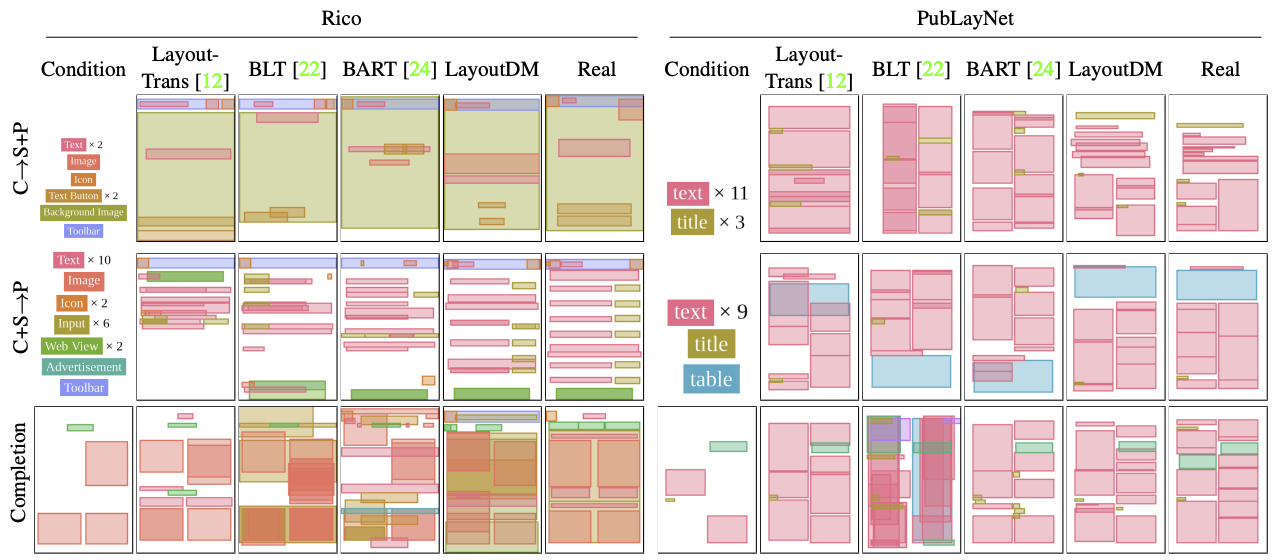 Rico
PubLayNet
Condition
Layout-
Trans [12]
BLT [22]
BART [24]
LayoutDM
Real
Condition
Layout-
Trans [12]
BLT [22]
BART [24]
LayoutDM
Real
C→S+P
Text × 2
Image
Icon
Text Button × 2
Background Image
Toolbar
text × 11
title × 3
C+S→P
Text × 10
Image
Icon × 2
Input × 6
Web View × 2
Advertisement
Toolbar
text × 9
title
table
Completion